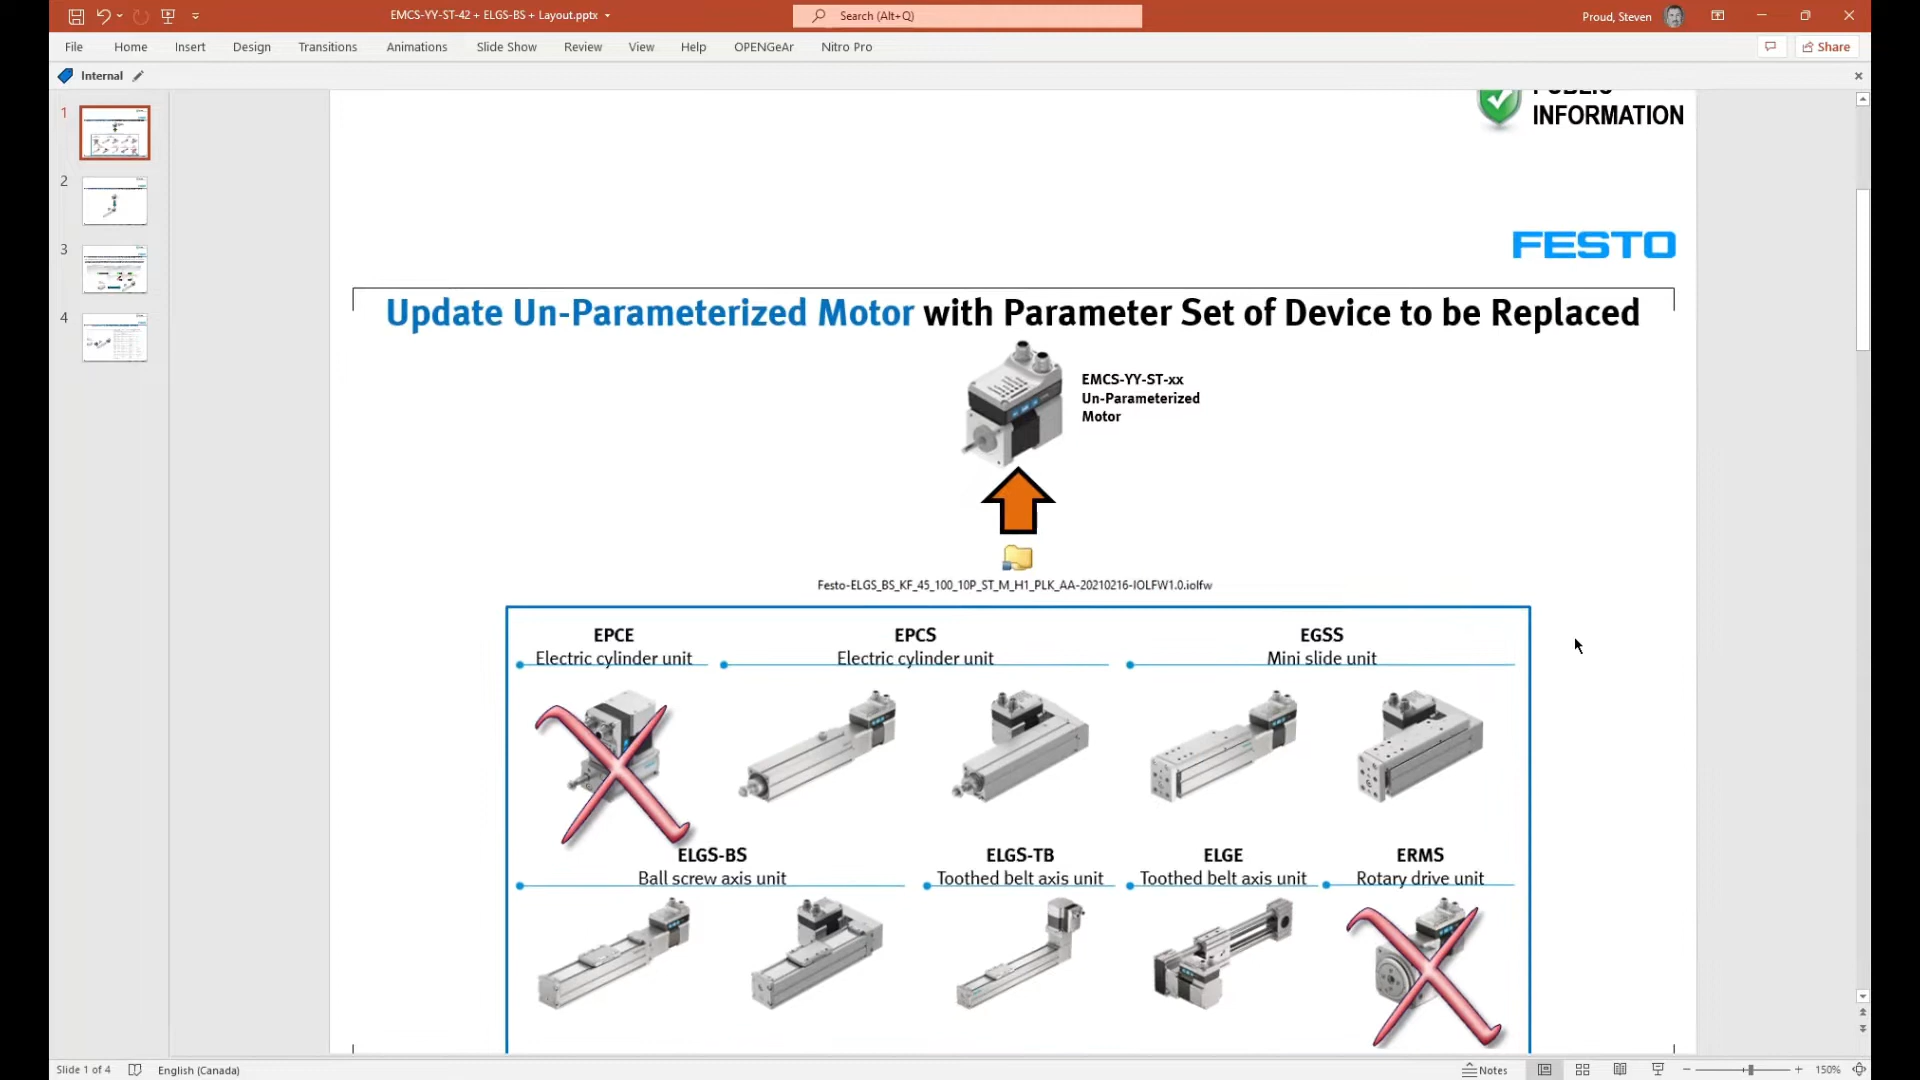 EMCS-YY-ST-42 + ELGS-BS + Layout.pptx
Search (Alt+Q)
Proud, Steven
File Home Insert Design Transitions Animations Slide Show Review View Help OPENGeAr Nitro Pro
Share
Internal
1
2
3
4
PUBLIC
INFORMATION
FESTO
Update Un-Parameterized Motor with Parameter Set of Device to be Replaced
EMCS-YY-ST-xx
Un-Parameterized
Motor
Festo-ELGS_BS_KF_45_100_10P_ST_M_H1_PLK_AA-20210216-IOLFW1.0.iolfw
EPCE
Electric cylinder unit
EPCS
Electric cylinder unit
EGSS
Mini slide unit
ELGS-BS
Ball screw axis unit
ELGS-TB
Toothed belt axis unit
ELGE
Toothed belt axis unit
ERMS
Rotary drive unit
Slide 1 of 4
English (Canada)
Notes
150%